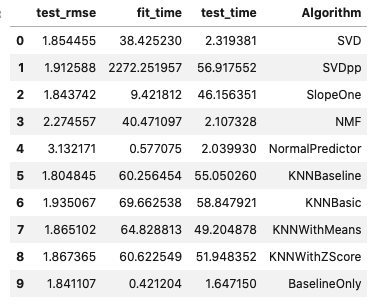 test_rmse fit_time test_time Algorithm
0 1.854455 38.425230 2.319381 SVD
1 1.912588 2272.251957 56.917552 SVDpp
2 1.843742 9.421812 46.156351 SlopeOne
3 2.274557 40.471097 2.107328 NMF
4 3.132171 0.577075 2.039930 NormalPredictor
5 1.804845 60.256454 55.050260 KNNBaseline
6 1.935067 69.662538 58.847921 KNNBasic
7 1.865102 64.828813 49.204878 KNNWithMeans
8 1.867365 60.622549 51.948352 KNNWithZScore
9 1.841107 0.421204 1.647150 BaselineOnly